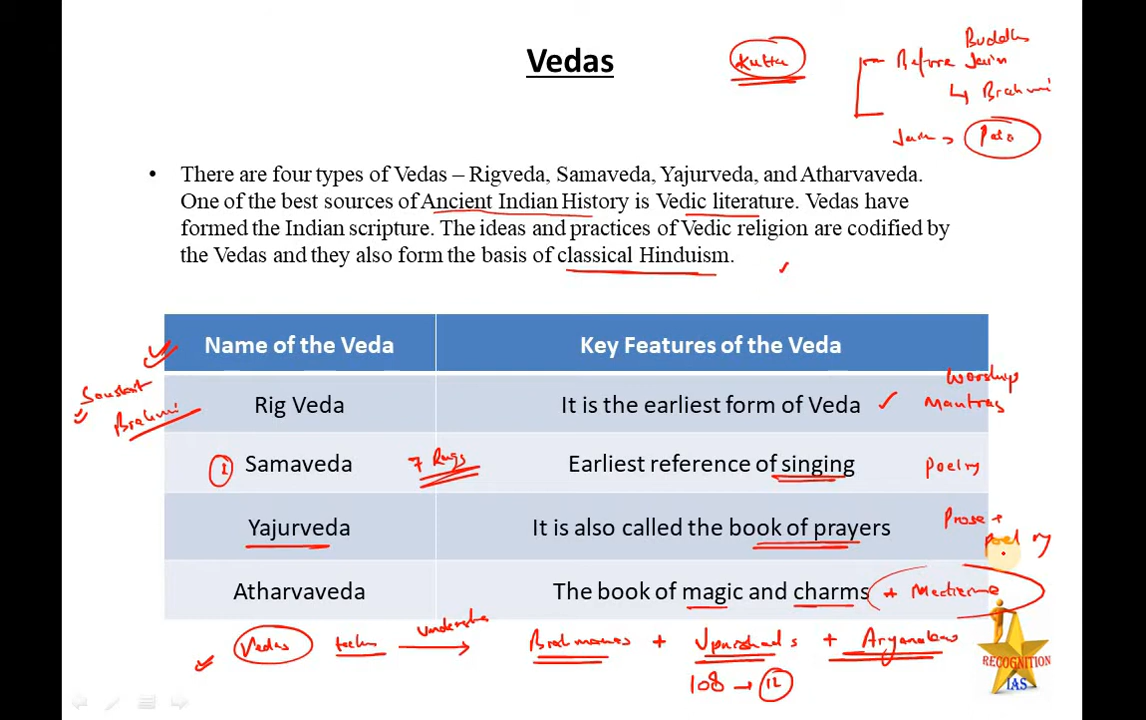 Vedas
Buddha
Before Jain
↳ Brahmi
Jain →
• There are four types of Vedas – Rigveda, Samaveda, Yajurveda, and Atharvaveda.
One of the best sources of Ancient Indian History is Vedic literature. Vedas have
formed the Indian scripture. The ideas and practices of Vedic religion are codified by
the Vedas and they also form the basis of classical Hinduism.
Name of the Veda Key Features of the Veda
Worship
Brahmi Rig Veda It is the earliest form of Veda Mantras
1 Samaveda 7 Rags Earliest reference of singing Poetry
Yajurveda It is also called the book of prayers Prose +
Poetry
Atharvaveda The book of magic and charms + Medicine
Vedas → Brahmanas + Upanishads +
108 → 12
RECOGNITION
IAS